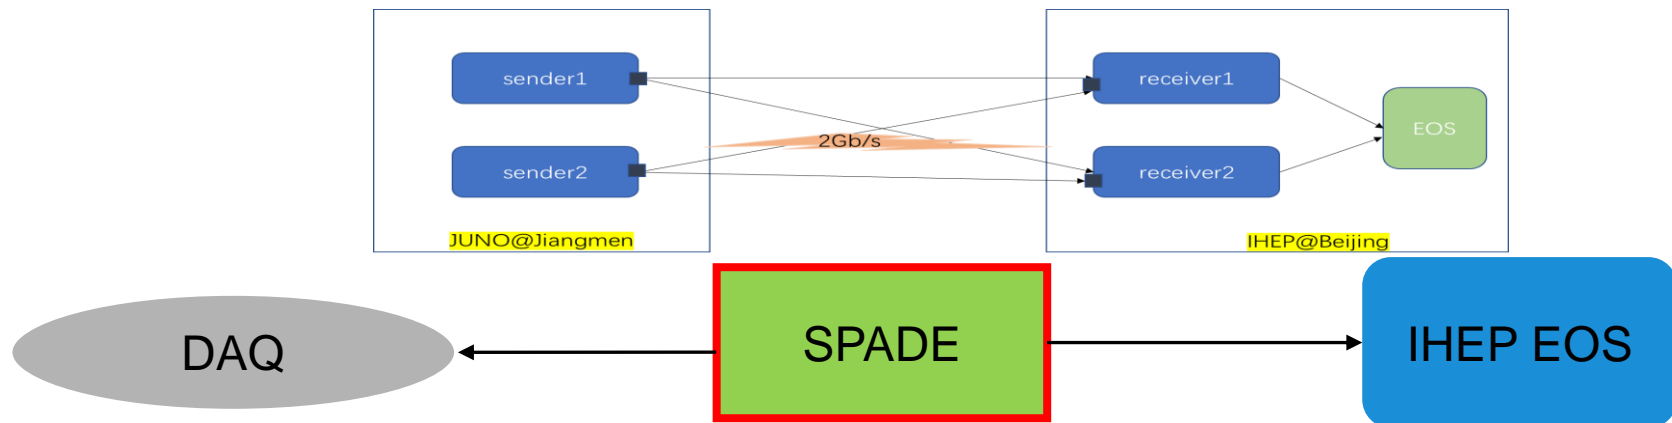 sender1
receiver1
EOS
2Gb/s
sender2
receiver2
JUNO@Jiangmen
IHEP@Beijing
DAQ
SPADE
IHEP EOS